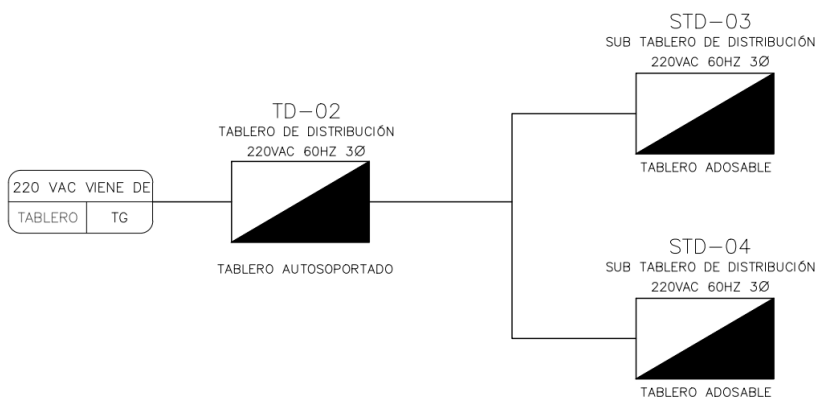 220 VAC VIENE DE
TABLERO TG
TD-02
TABLERO DE DISTRIBUCIÓN
220VAC 60HZ 3Ø
TABLERO AUTOSOPORTADO
STD-03
SUB TABLERO DE DISTRIBUCIÓN
220VAC 60HZ 3Ø
TABLERO ADOSABLE
STD-04
SUB TABLERO DE DISTRIBUCIÓN
220VAC 60HZ 3Ø
TABLERO ADOSABLE